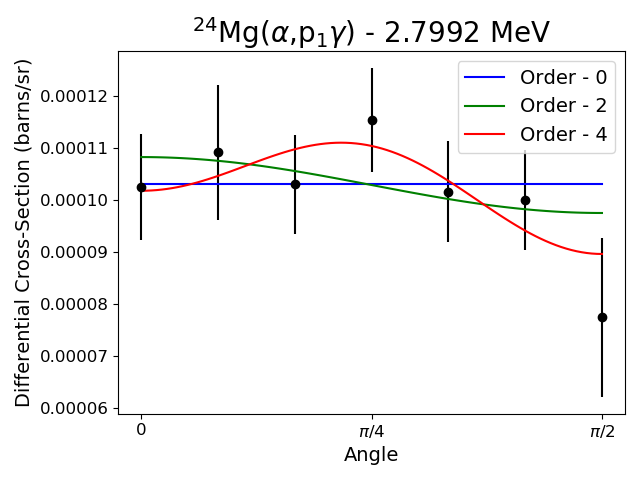 ²⁴Mg(α,p₁γ) - 2.7992 MeV
Order - 0
Order - 2
Order - 4
Differential Cross-Section (barns/sr)
0.00012
0.00011
0.00010
0.00009
0.00008
0.00007
0.00006
0
π/4
π/2
Angle